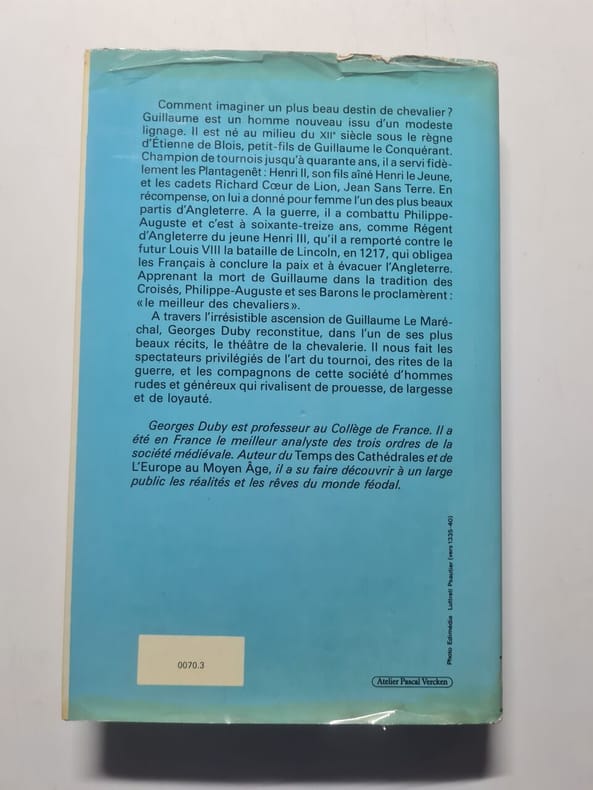 Comment imaginer un plus beau destin de chevalier ?
Guillaume est un homme nouveau issu d'un modeste
lignage. Il est né au milieu du XIIᵉ siècle sous le règne
d'Étienne de Blois, petit-fils de Guillaume le Conquérant.
Champion de tournois jusqu'à quarante ans, il a servi fidè-
lement les Plantagenêt : Henri II, son fils aîné Henri le Jeune,
et les cadets Richard Cœur de Lion, Jean Sans Terre. En
récompense, on lui a donné pour femme l'un des plus beaux
partis d'Angleterre. A la guerre, il a combattu Philippe-
Auguste et c'est à soixante-treize ans, comme Régent
d'Angleterre du jeune Henri III, qu'il a remporté contre le
futur Louis VIII la bataille de Lincoln, en 1217, qui obligea
les Français à conclure la paix et à évacuer l'Angleterre.
Apprenant la mort de Guillaume dans la tradition des
Croisés, Philippe-Auguste et ses Barons le proclamèrent :
« le meilleur des chevaliers ».
A travers l'irrésistible ascension de Guillaume Le Maré-
chal, Georges Duby reconstitue, dans l'un de ses plus
beaux récits, le théâtre de la chevalerie. Il nous fait les
spectateurs privilégiés de l'art du tournoi, des rites de la
guerre, et les compagnons de cette société d'hommes
rudes et généreux qui rivalisent de prouesse, de largesse
et de loyauté.
Georges Duby est professeur au Collège de France. Il a
été en France le meilleur analyste des trois ordres de la
société médiévale. Auteur du Temps des Cathédrales et de
L'Europe au Moyen Âge, il a su faire découvrir à un large
public les réalités et les rêves du monde féodal.
Photo Edimédia Luttrell Psautier (vers 1335-40)
0070.3
Atelier Pascal Vercken